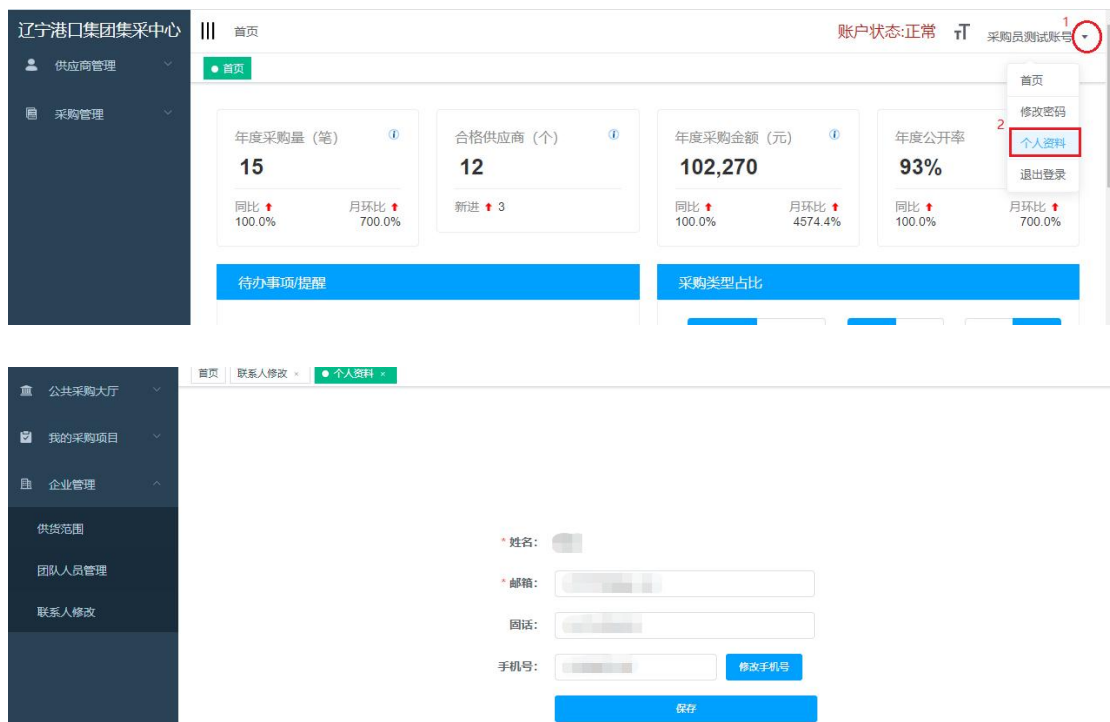 辽宁港口集团集采中心
首页
账户状态:正常
TT
采购员测试账号
1
供应商管理
采购管理
首页
首页
修改密码
2
个人资料
退出登录
年度采购量（笔）
15
同比
100.0%
月环比
700.0%
合格供应商（个）
12
新进 3
年度采购金额（元）
102,270
同比
100.0%
月环比
4574.4%
年度公开率
93%
同比
100.0%
月环比
700.0%
待办事项/提醒
采购类型占比
首页 联系人修改 × 个人资料 ×
公共采购大厅
我的采购项目
企业管理
供货范围
团队人员管理
联系人修改
* 姓名:
* 邮箱:
固话:
手机号:
修改手机号
保存